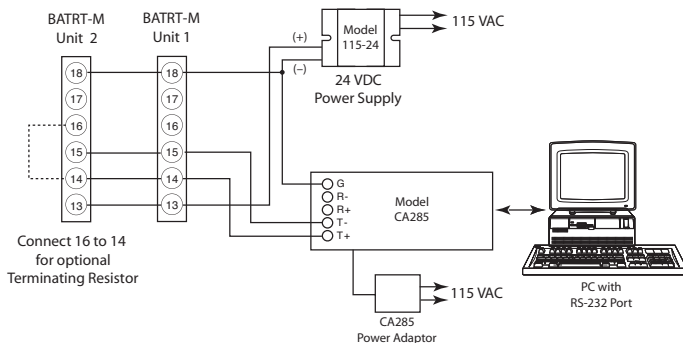 BATRT-M
Unit 2
BATRT-M
Unit 1
Model
115-24
115 VAC
(+)
(–)
24 VDC
Power Supply
18
17
16
15
14
13
18
17
16
15
14
13
Connect 16 to 14
for optional
Terminating Resistor
G
R-
R+
T-
T+
Model
CA285
115 VAC
CA285
Power Adaptor
PC with
RS-232 Port